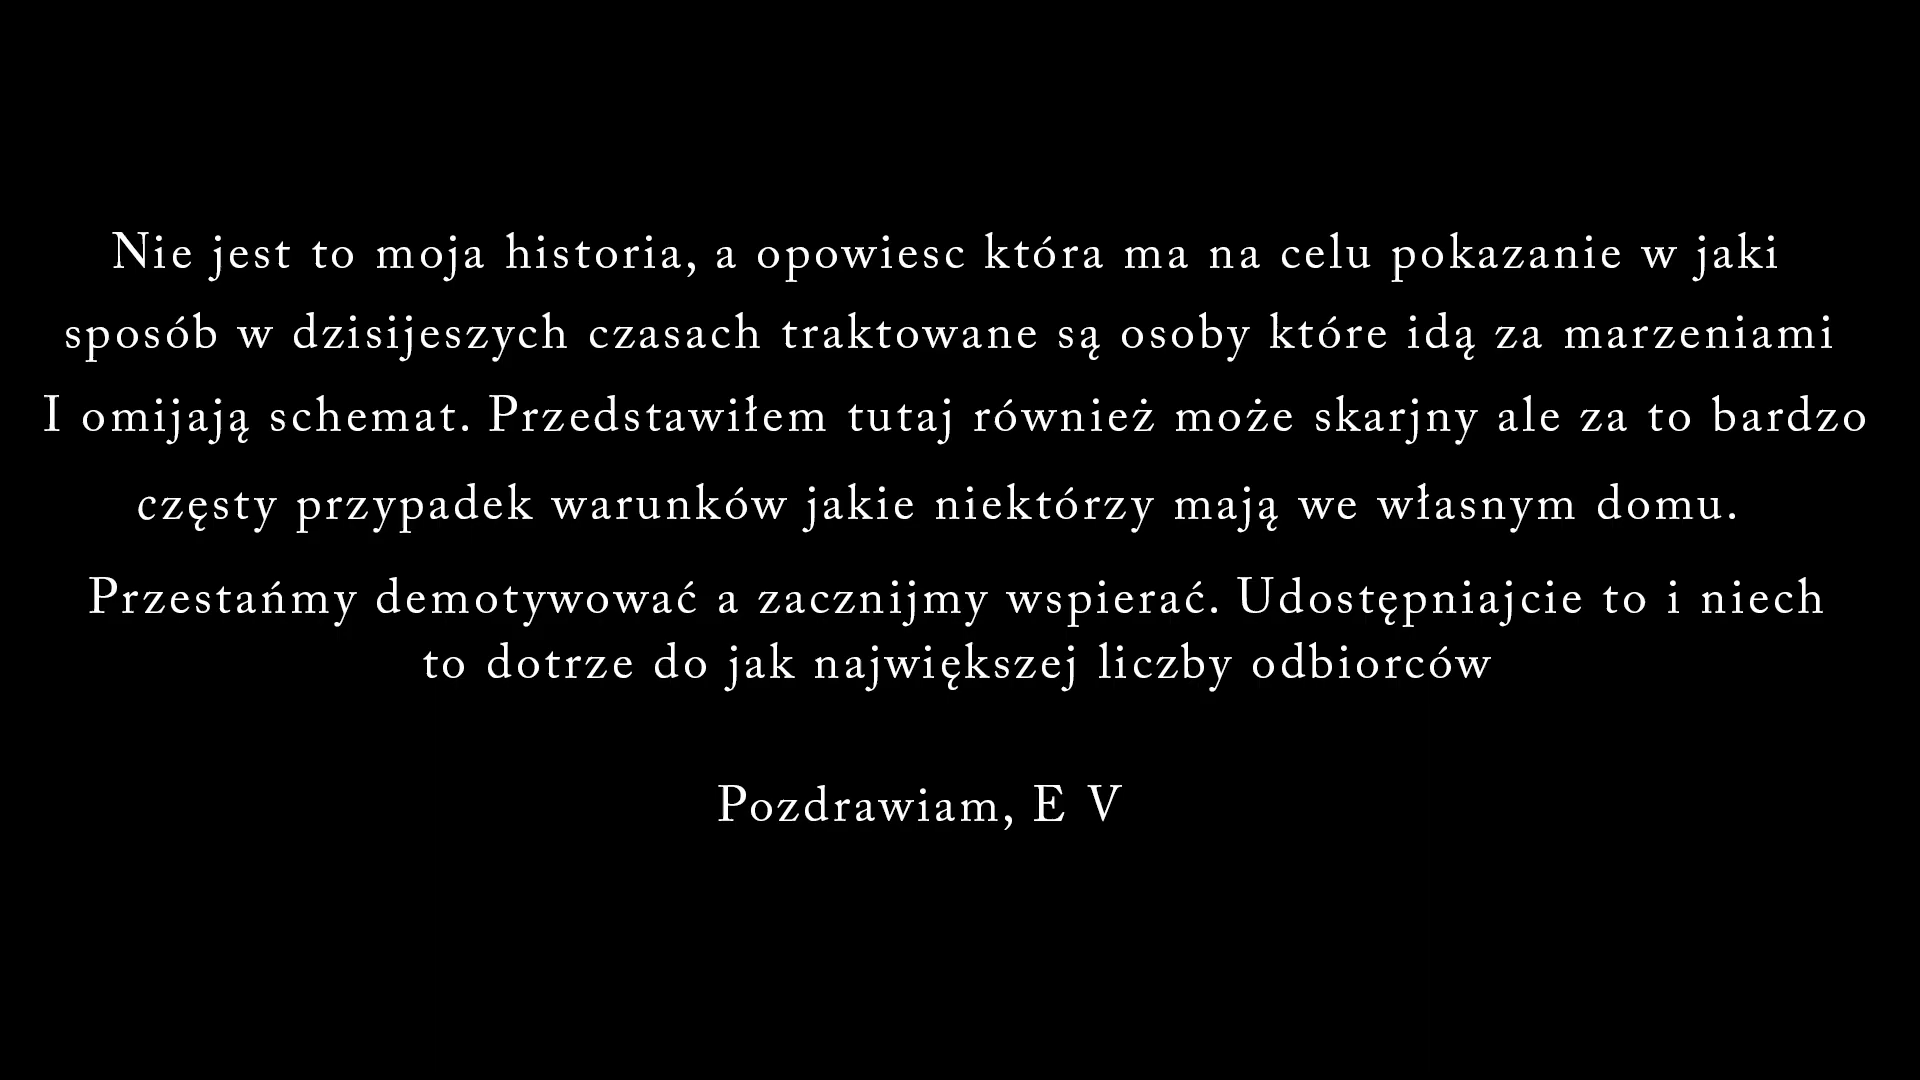 Nie jest to moja historia, a opowiesc która ma na celu pokazanie w jaki
sposób w dzisijeszych czasach traktowane są osoby które idą za marzeniami
I omijają schemat. Przedstawiłem tutaj również może skarjny ale za to bardzo
częsty przypadek warunków jakie niektórzy mają we własnym domu.
Przestańmy demotywować a zacznijmy wspierać. Udostępniajcie to i niech
to dotrze do jak największej liczby odbiorców
Pozdrawiam, E V